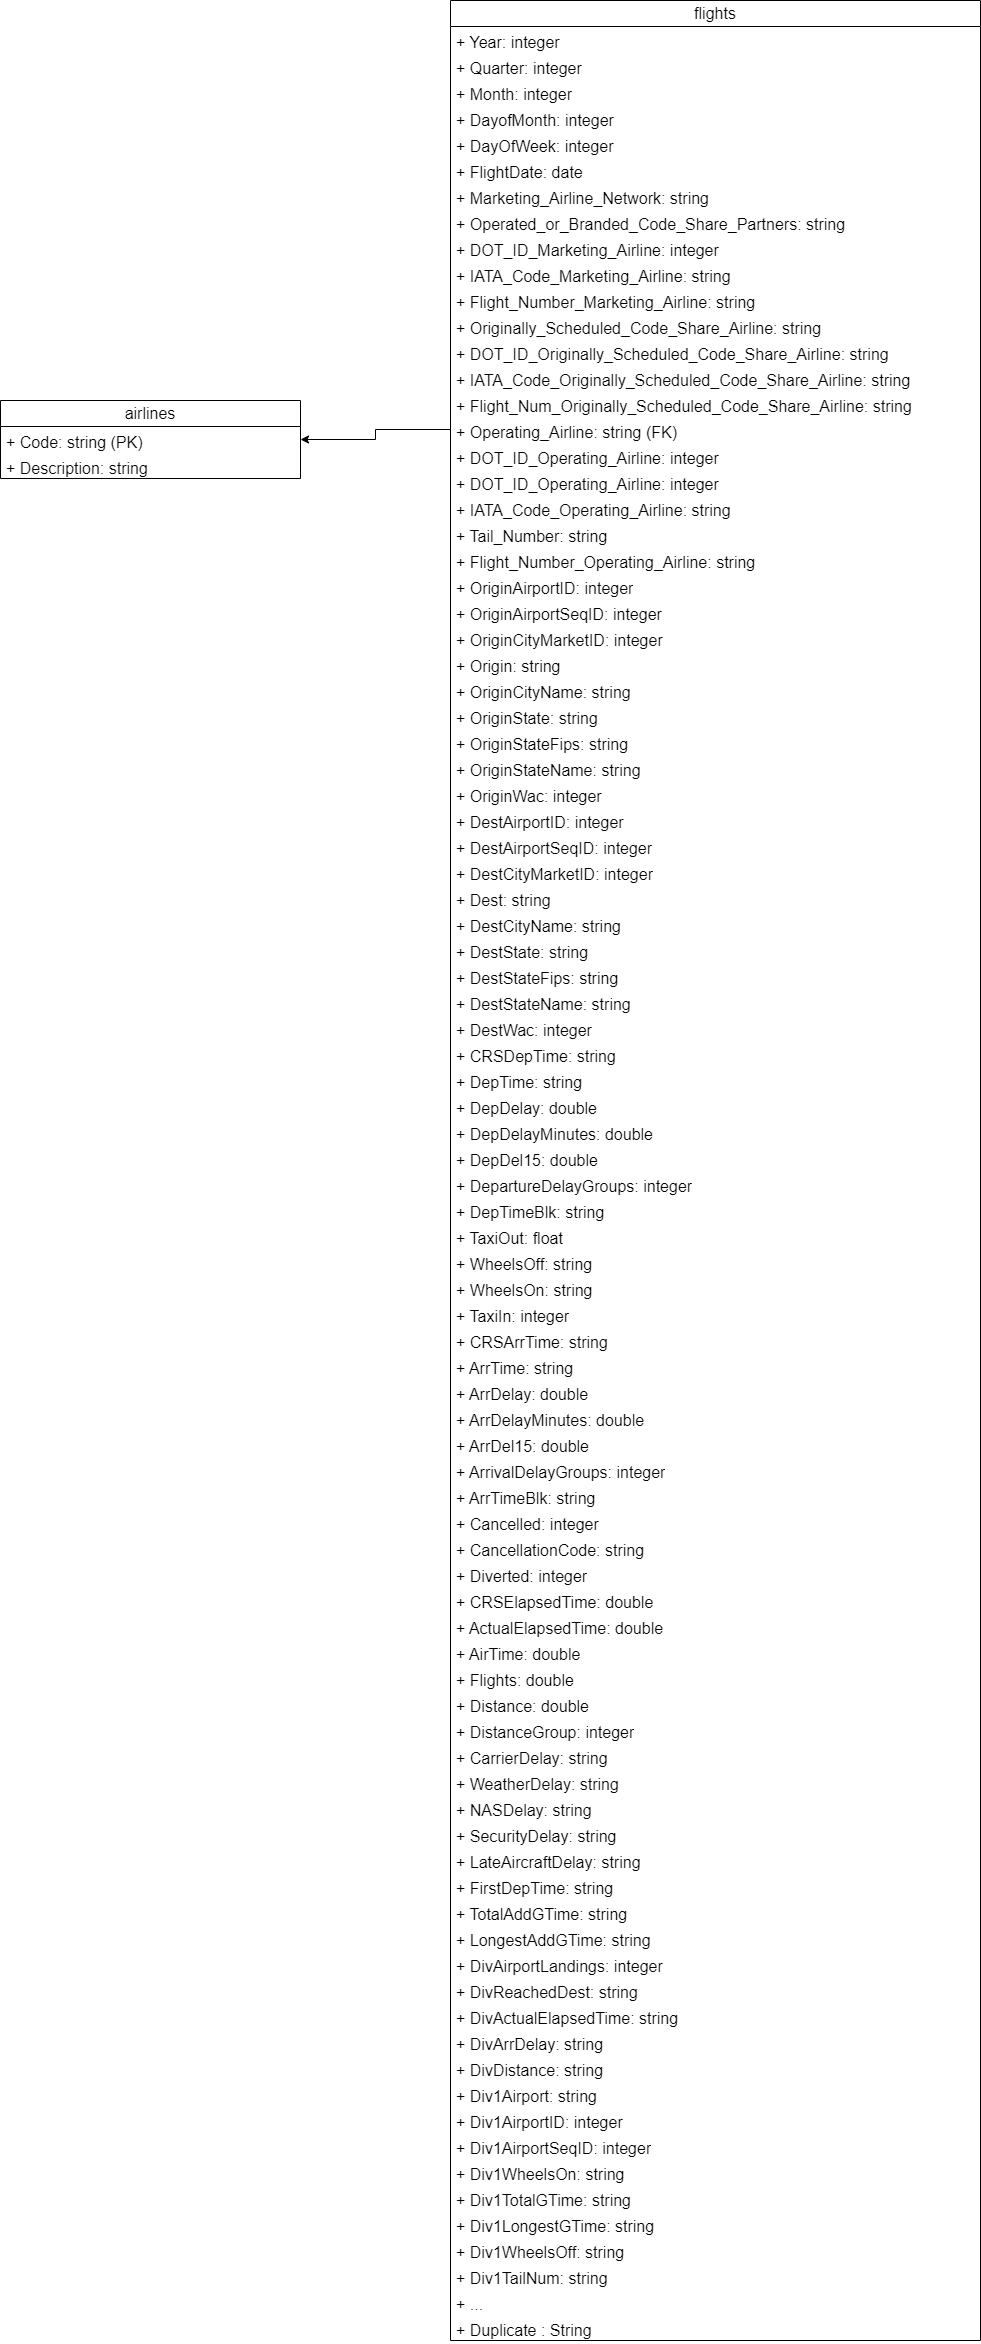 airlines
+ Code: string (PK)
+ Description: string
flights
+ Year: integer
+ Quarter: integer
+ Month: integer
+ DayofMonth: integer
+ DayOfWeek: integer
+ FlightDate: date
+ Marketing_Airline_Network: string
+ Operated_or_Branded_Code_Share_Partners: string
+ DOT_ID_Marketing_Airline: integer
+ IATA_Code_Marketing_Airline: string
+ Flight_Number_Marketing_Airline: string
+ Originally_Scheduled_Code_Share_Airline: string
+ DOT_ID_Originally_Scheduled_Code_Share_Airline: string
+ IATA_Code_Originally_Scheduled_Code_Share_Airline: string
+ Flight_Num_Originally_Scheduled_Code_Share_Airline: string
+ Operating_Airline: string (FK)
+ DOT_ID_Operating_Airline: integer
+ DOT_ID_Operating_Airline: integer
+ IATA_Code_Operating_Airline: string
+ Tail_Number: string
+ Flight_Number_Operating_Airline: string
+ OriginAirportID: integer
+ OriginAirportSeqID: integer
+ OriginCityMarketID: integer
+ Origin: string
+ OriginCityName: string
+ OriginState: string
+ OriginStateFips: string
+ OriginStateName: string
+ OriginWac: integer
+ DestAirportID: integer
+ DestAirportSeqID: integer
+ DestCityMarketID: integer
+ Dest: string
+ DestCityName: string
+ DestState: string
+ DestStateFips: string
+ DestStateName: string
+ DestWac: integer
+ CRSDepTime: string
+ DepTime: string
+ DepDelay: double
+ DepDelayMinutes: double
+ DepDel15: double
+ DepartureDelayGroups: integer
+ DepTimeBlk: string
+ TaxiOut: float
+ WheelsOff: string
+ WheelsOn: string
+ TaxiIn: integer
+ CRSArrTime: string
+ ArrTime: string
+ ArrDelay: double
+ ArrDelayMinutes: double
+ ArrDel15: double
+ ArrivalDelayGroups: integer
+ ArrTimeBlk: string
+ Cancelled: integer
+ CancellationCode: string
+ Diverted: integer
+ CRSElapsedTime: double
+ ActualElapsedTime: double
+ AirTime: double
+ Flights: double
+ Distance: double
+ DistanceGroup: integer
+ CarrierDelay: string
+ WeatherDelay: string
+ NASDelay: string
+ SecurityDelay: string
+ LateAircraftDelay: string
+ FirstDepTime: string
+ TotalAddGTime: string
+ LongestAddGTime: string
+ DivAirportLandings: integer
+ DivReachedDest: string
+ DivActualElapsedTime: string
+ DivArrDelay: string
+ DivDistance: string
+ Div1Airport: string
+ Div1AirportID: integer
+ Div1AirportSeqID: integer
+ Div1WheelsOn: string
+ Div1TotalGTime: string
+ Div1LongestGTime: string
+ Div1WheelsOff: string
+ Div1TailNum: string
+ ...
+ Duplicate : String